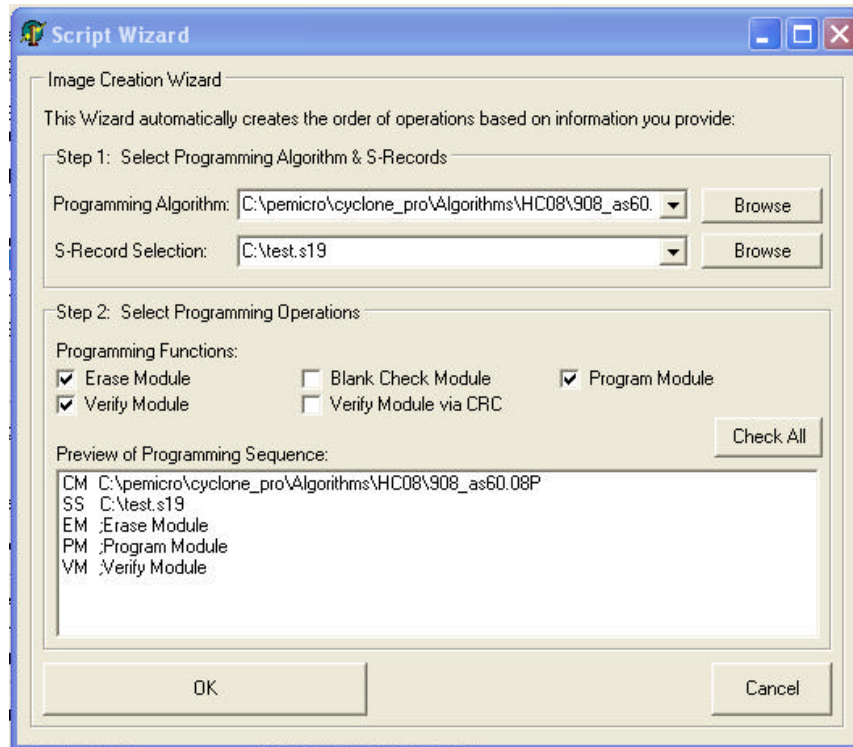 Script Wizard
Image Creation Wizard
This Wizard automatically creates the order of operations based on information you provide:
Step 1: Select Programming Algorithm & S-Records
Programming Algorithm: C:\pemicro\cyclone_pro\Algorithms\HC08\908_as60. Browse
S-Record Selection: C:\test.s19 Browse
Step 2: Select Programming Operations
Programming Functions:
Erase Module Blank Check Module Program Module
Verify Module Verify Module via CRC
Check All
Preview of Programming Sequence:
CM C:\pemicro\cyclone_pro\Algorithms\HC08\908_as60.08P
SS C:\test.s19
EM ;Erase Module
PM ;Program Module
VM ;Verify Module
OK Cancel